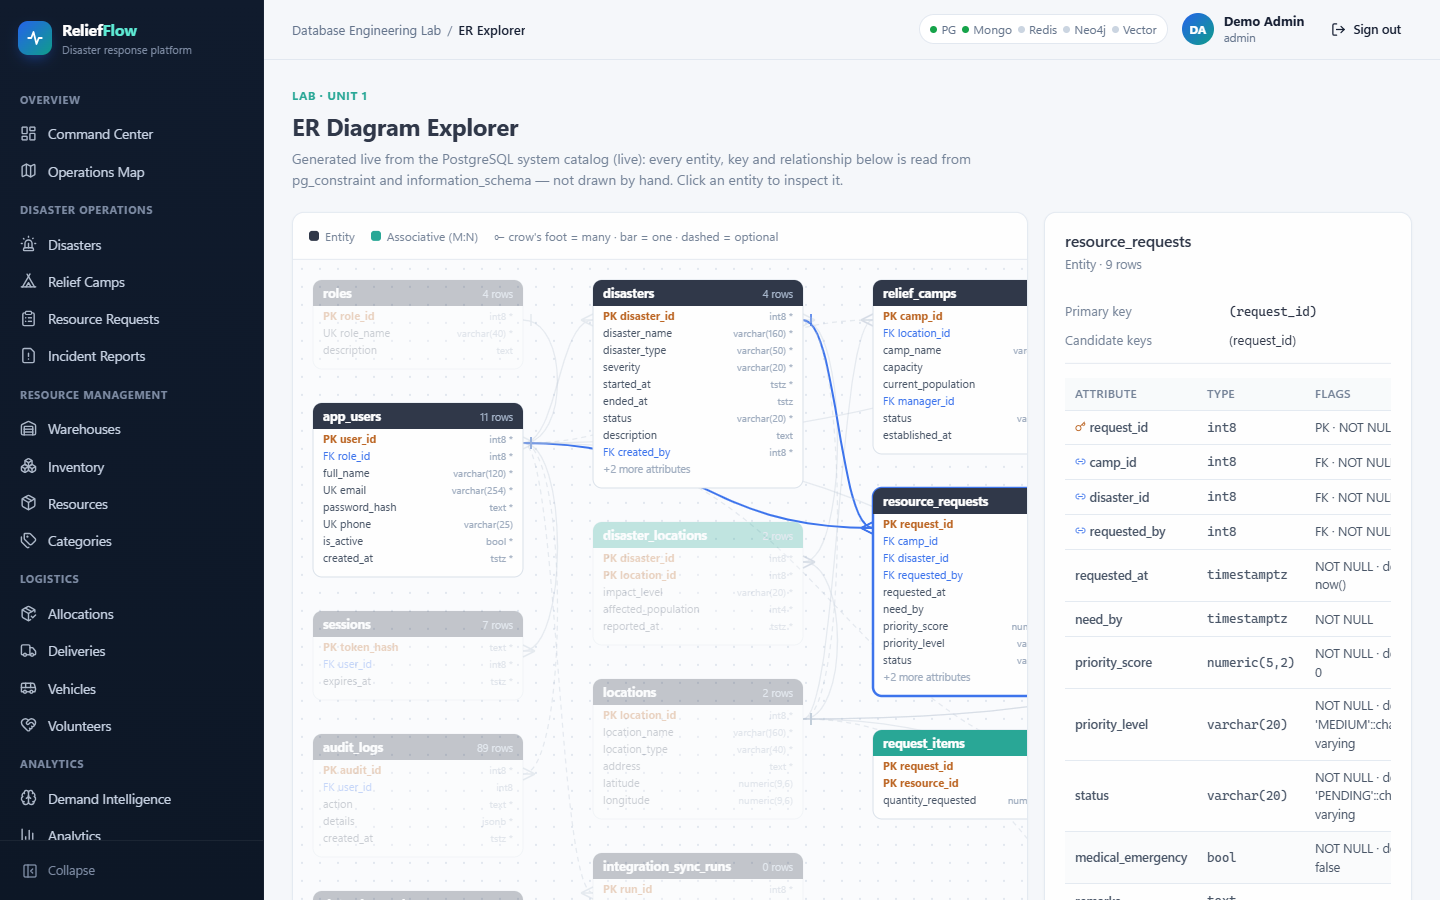 ReliefFlow
Disaster response platform
OVERVIEW
Command Center
Operations Map
DISASTER OPERATIONS
Disasters
Relief Camps
Resource Requests
Incident Reports
RESOURCE MANAGEMENT
Warehouses
Inventory
Resources
Categories
LOGISTICS
Allocations
Deliveries
Vehicles
Volunteers
ANALYTICS
Demand Intelligence
Analytics
Collapse
Database Engineering Lab / ER Explorer
PG Mongo Redis Neo4j Vector
DA
Demo Admin
admin
Sign out
LAB · UNIT 1
ER Diagram Explorer
Generated live from the PostgreSQL system catalog (live): every entity, key and relationship below is read from
pg_constraint and information_schema — not drawn by hand. Click an entity to inspect it.
Entity Associative (M:N) crow's foot = many · bar = one · dashed = optional
roles 4 rows
PK role_id int8 *
UK role_name varchar(40) *
description text
app_users 11 rows
PK user_id int8 *
FK role_id int8 *
full_name varchar(120) *
UK email varchar(254) *
password_hash text *
UK phone varchar(25)
is_active bool *
created_at tstz *
sessions 7 rows
PK token_hash text *
FK user_id int8 *
expires_at tstz *
audit_logs 89 rows
PK audit_id int8 *
FK user_id int8
action text *
details jsonb *
created_at tstz *
disasters 4 rows
PK disaster_id int8 *
disaster_name varchar(160) *
disaster_type varchar(50) *
severity varchar(20) *
started_at tstz *
ended_at tstz
status varchar(20) *
description text
FK created_by int8 *
+2 more attributes
disaster_locations 2 rows
PK disaster_id int8 *
PK location_id int8 *
impact_level varchar(20) *
affected_population int4 *
reported_at tstz *
locations 2 rows
PK location_id int8 *
location_name varchar(160) *
location_type varchar(40) *
address text *
latitude numeric(9,6)
longitude numeric(9,6)
integration_sync_runs 0 rows
PK run_id int8 *
relief_camps
PK camp_id
FK location_id
camp_name var
capacity
current_population
FK manager_id
status va
established_at
resource_requests
PK request_id
FK camp_id
FK disaster_id
FK requested_by
requested_at
need_by
priority_score num
priority_level va
status va
+2 more attributes
request_items
PK request_id
PK resource_id
quantity_requested num
resource_requests
Entity · 9 rows
Primary key (request_id)
Candidate keys (request_id)
ATTRIBUTE TYPE FLAGS
request_id int8 PK · NOT NUL
camp_id int8 FK · NOT NUL
disaster_id int8 FK · NOT NUL
requested_by int8 FK · NOT NUL
requested_at timestamptz NOT NULL · de
now()
need_by timestamptz NOT NULL
priority_score numeric(5,2) NOT NULL · de
0
priority_level varchar(20) NOT NULL · de
'MEDIUM'::cha
varying
status varchar(20) NOT NULL · de
'PENDING'::ch
varying
medical_emergency bool NOT NULL · de
false